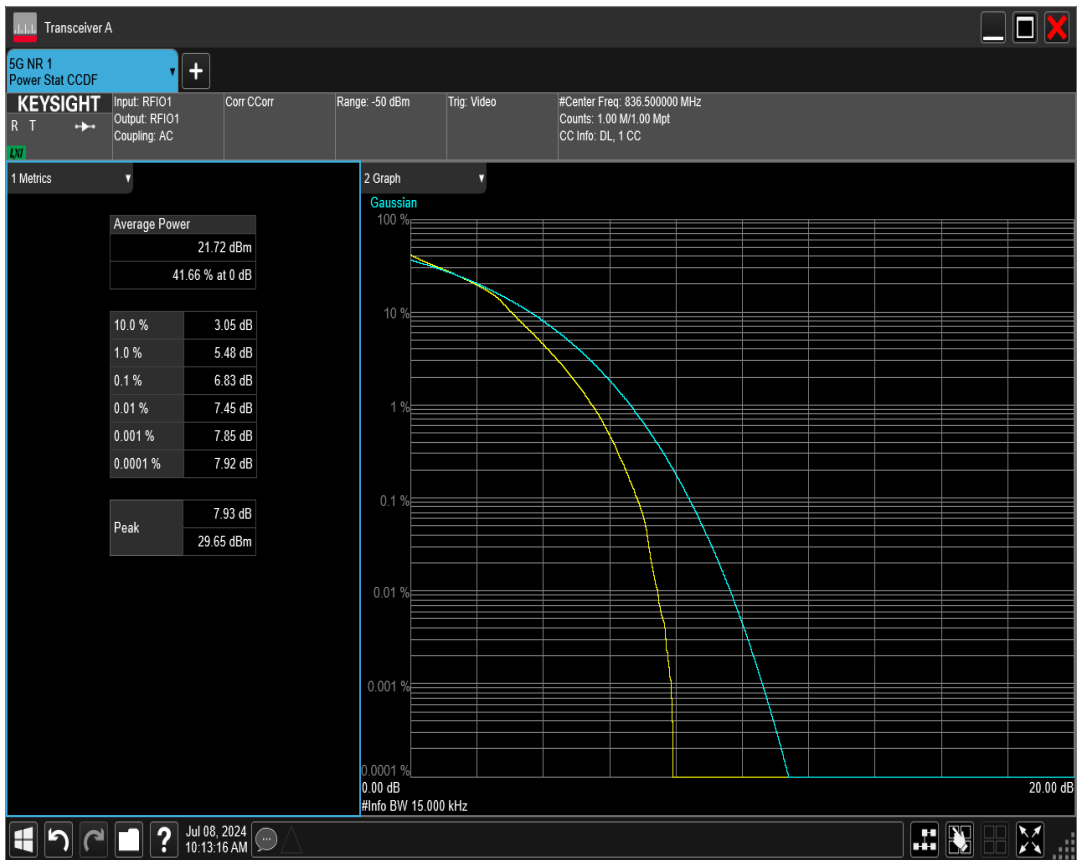 Transceiver A
5G NR 1
Power Stat CCDF
KEYSIGHT
R T
LXI
Input: RFIO1
Output: RFIO1
Coupling: AC
Corr CCorr
Range: -50 dBm
Trig: Video
#Center Freq: 836.500000 MHz
Counts: 1.00 M/1.00 Mpt
CC Info: DL, 1 CC
1 Metrics
Average Power
21.72 dBm
41.66 % at 0 dB
10.0 % 3.05 dB
1.0 % 5.48 dB
0.1 % 6.83 dB
0.01 % 7.45 dB
0.001 % 7.85 dB
0.0001 % 7.92 dB
Peak
7.93 dB
29.65 dBm
2 Graph
Gaussian
100 %
10 %
1 %
0.1 %
0.01 %
0.001 %
0.0001 %
0.00 dB 20.00 dB
#Info BW 15.000 kHz
?
Jul 08, 2024
10:13:16 AM